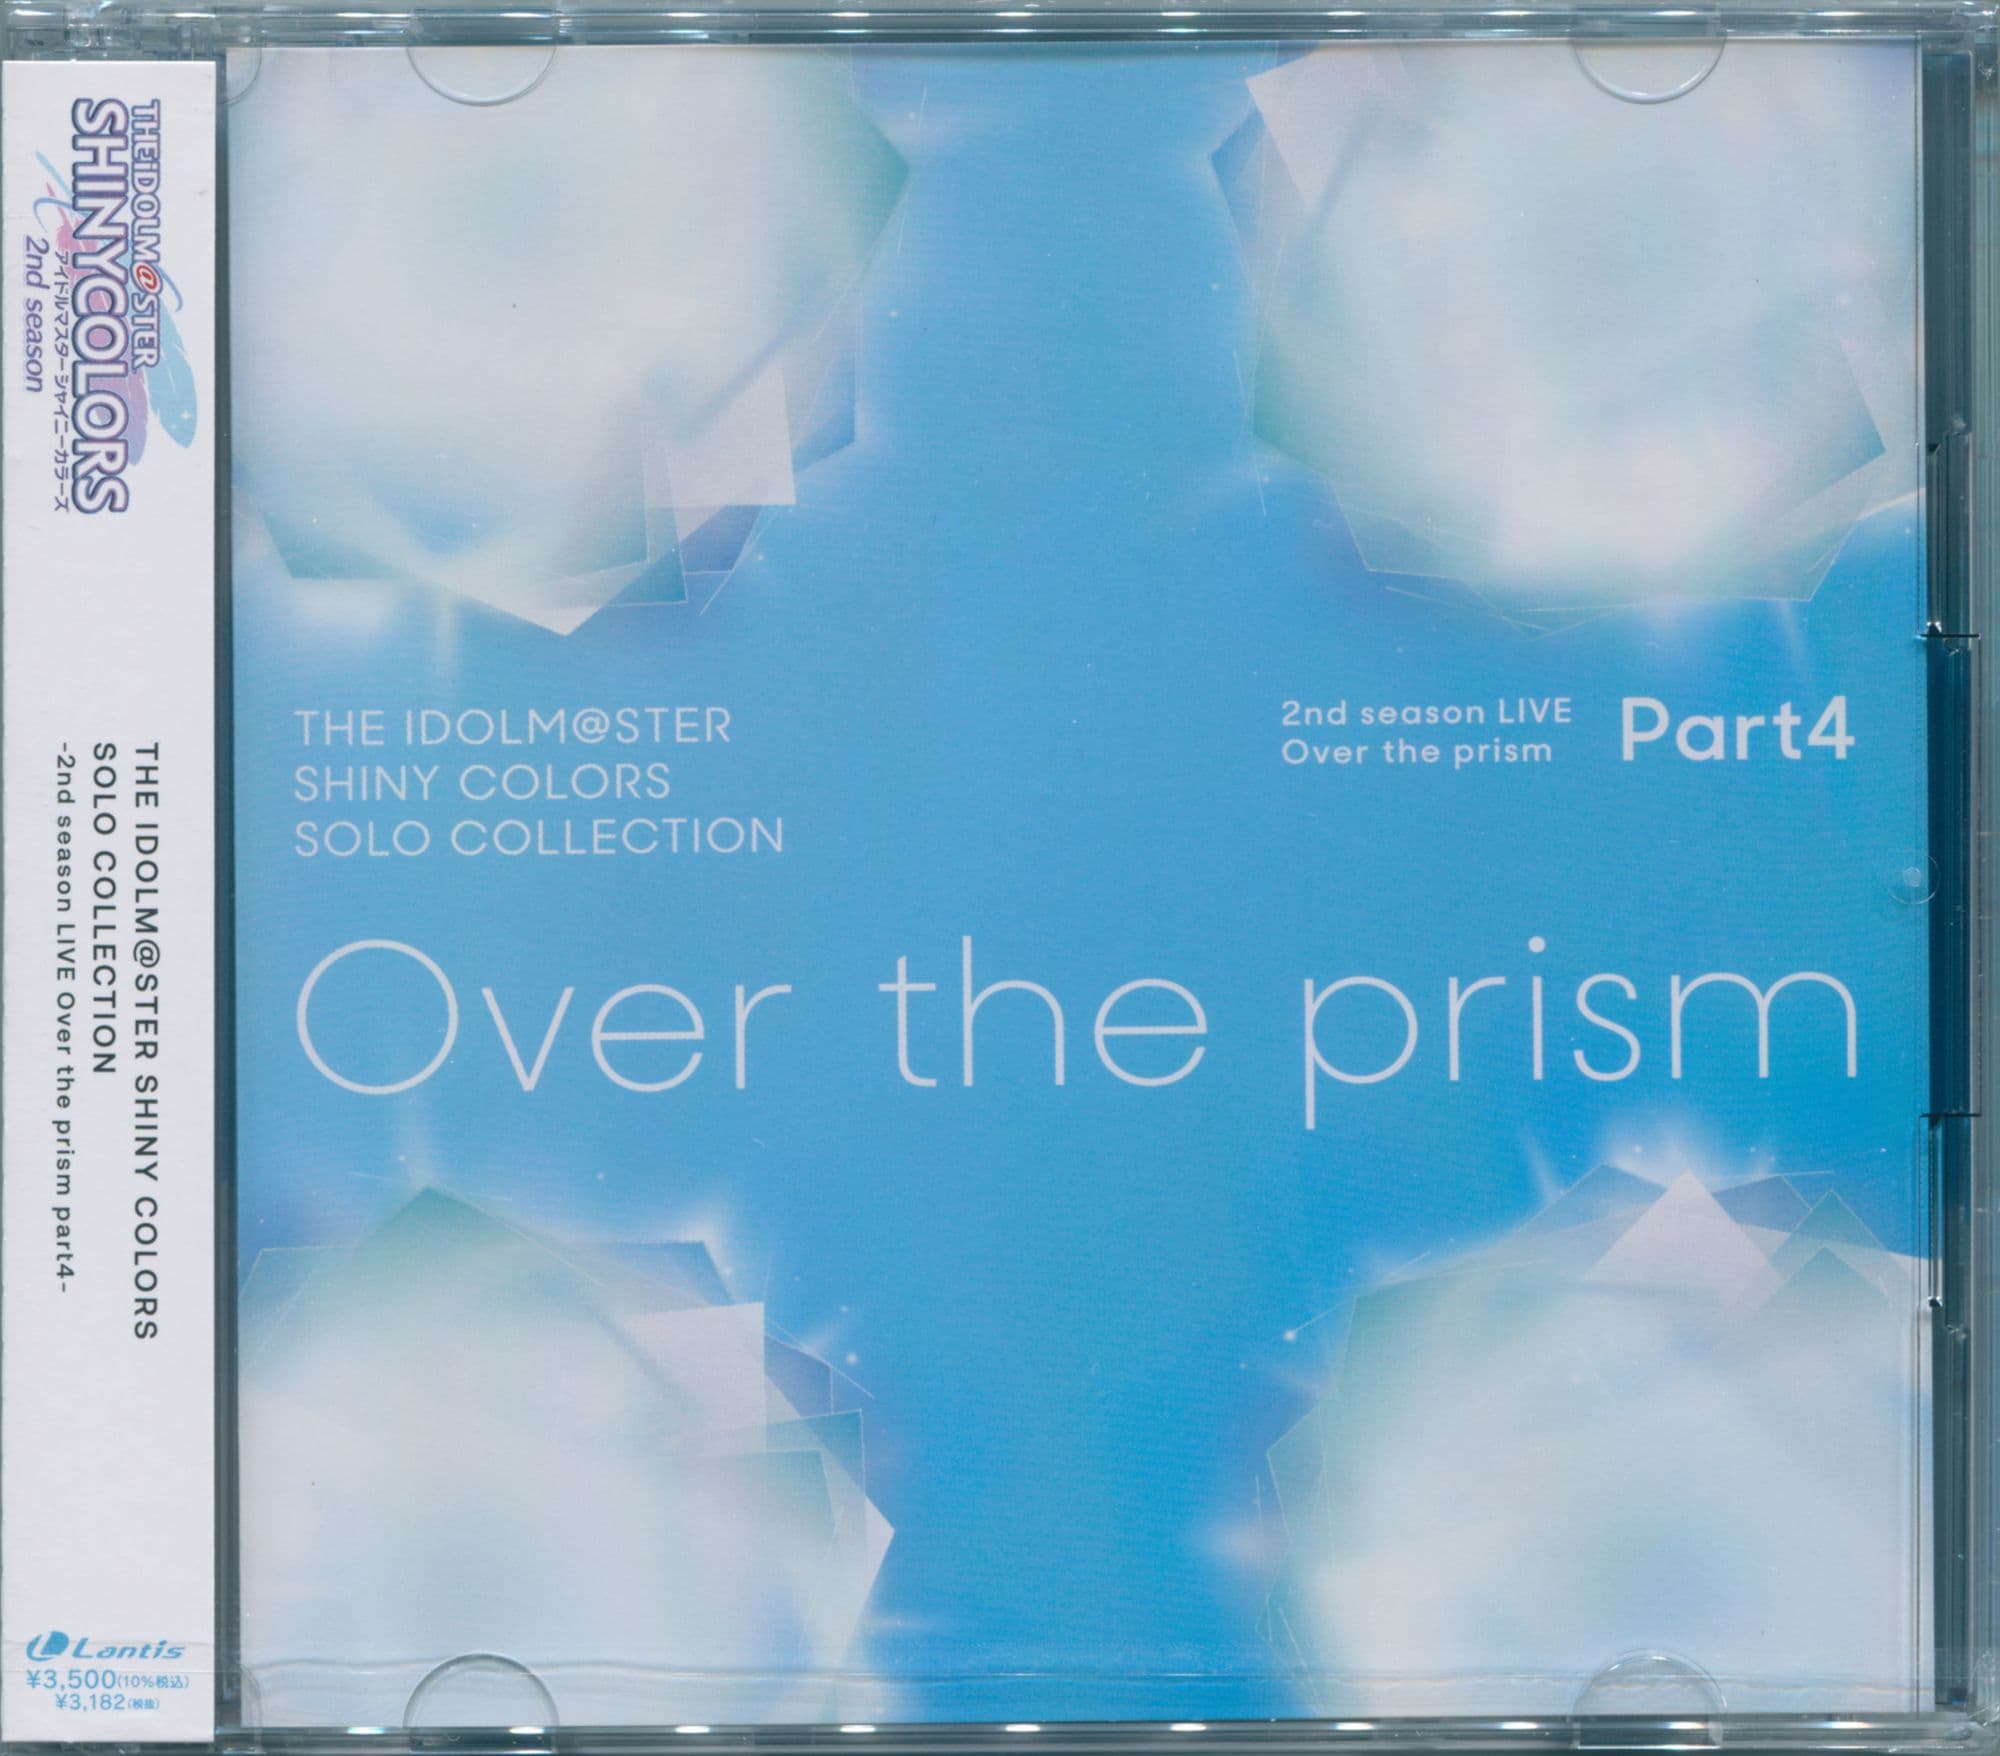 THE iDOLM@STER
SHINYCOLORS
アイドルマスターシャイニーカラーズ
2nd season
THE IDOLM@STER SHINY COLORS
SOLO COLLECTION
-2nd season LIVE Over the prism part4-
Lantis
¥3,500(10%税込)
¥3,182(税抜)
THE IDOLM@STER
SHINY COLORS
SOLO COLLECTION
2nd season LIVE
Over the prism
Part4
Over the prism